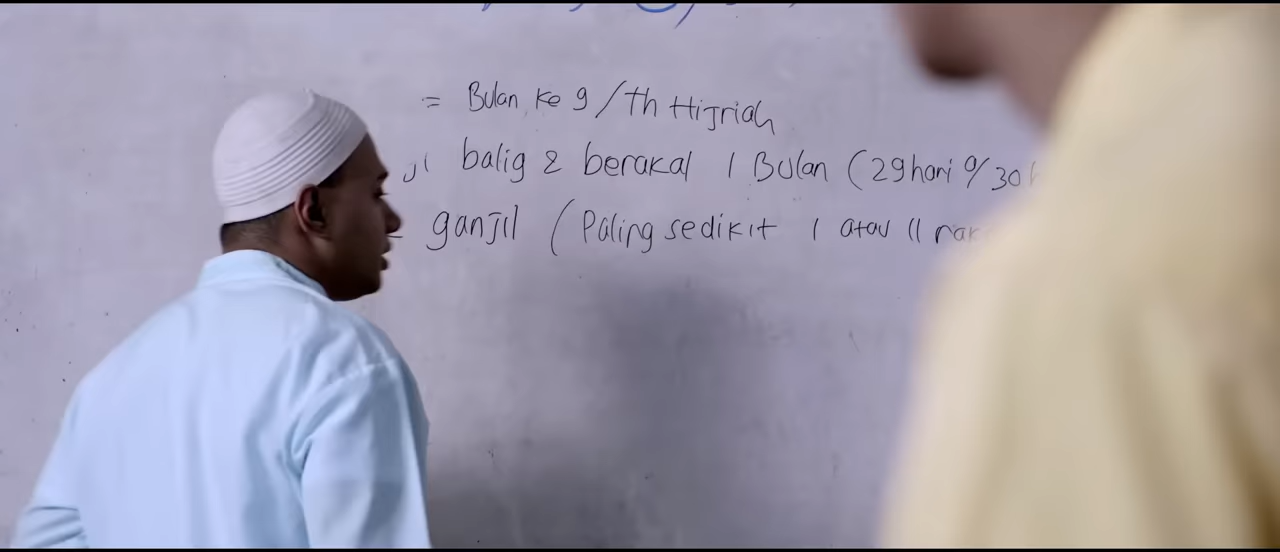 = Bulan ke 9 /th Hijriah
balig & berakal 1 Bulan (29 hari o/ 30
ganjil (Paling sedikit 1 atau 11